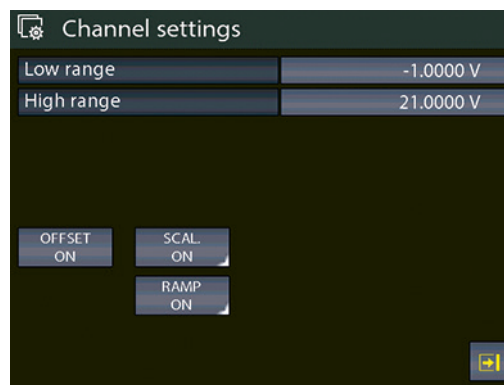 Channel settings
Low range -1.0000 V
High range 21.0000 V
OFFSET
ON
SCAL.
ON
RAMP
ON